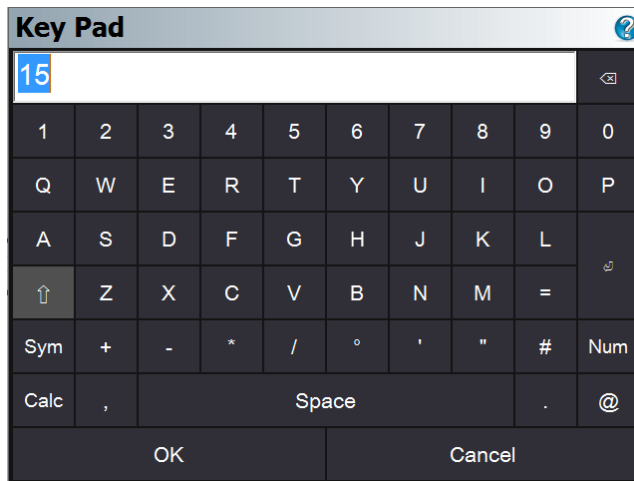 Key Pad ?
15 ⌫
1 2 3 4 5 6 7 8 9 0
Q W E R T Y U I O P
A S D F G H J K L ⏎
⇧ Z X C V B N M =
Sym + - * / ° ' " # Num
Calc , Space . @
OK Cancel